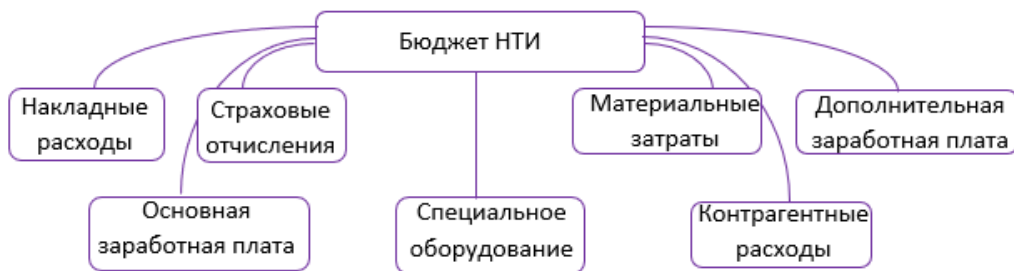 Бюджет НТИ
Накладные
расходы
Страховые
отчисления
Материальные
затраты
Дополнительная
заработная плата
Основная
заработная плата
Специальное
оборудование
Контрагентные
расходы